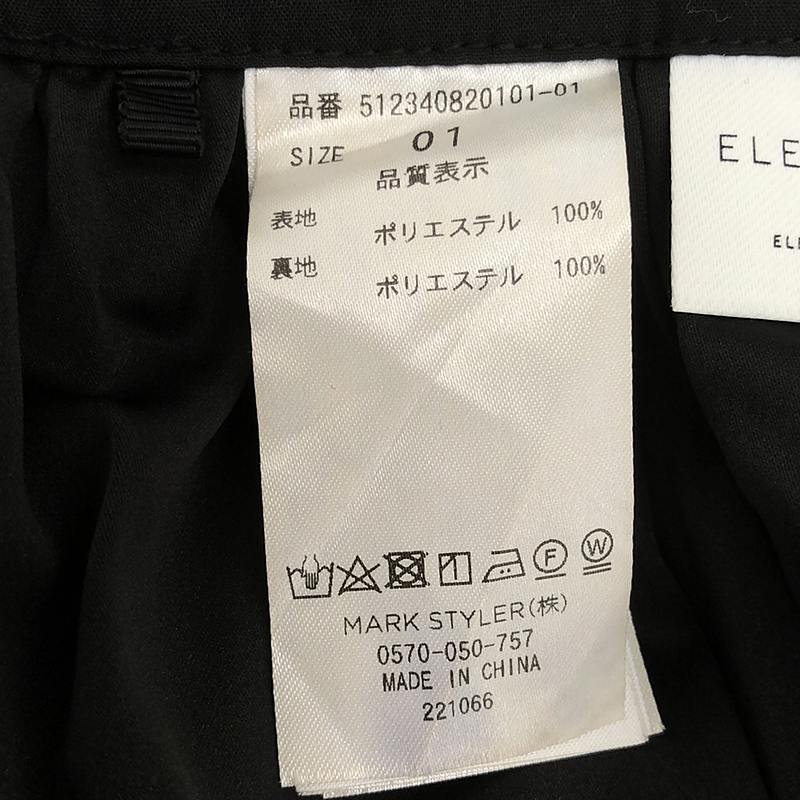 品番 512340820101-01
SIZE 01
品質表示
表地 ポリエステル 100%
裏地 ポリエステル 100%
F W
MARK STYLER(株)
0570-050-757
MADE IN CHINA
221066
ELE
ELE